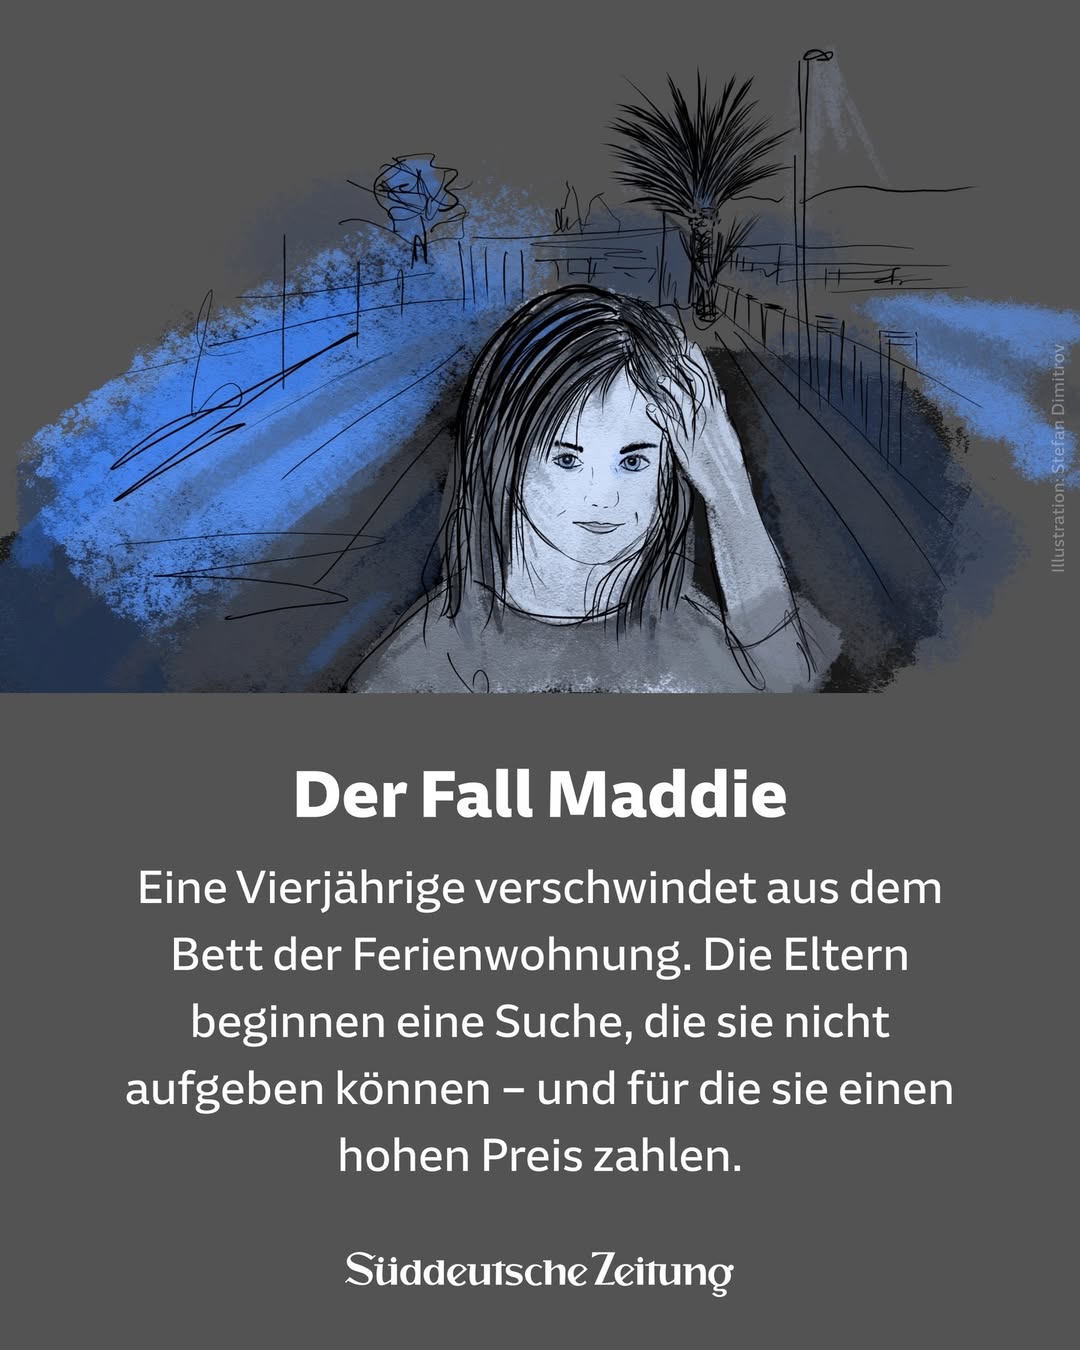 Illustration: Stefan Dimitrov
Der Fall Maddie
Eine Vierjährige verschwindet aus dem
Bett der Ferienwohnung. Die Eltern
beginnen eine Suche, die sie nicht
aufgeben können – und für die sie einen
hohen Preis zahlen.
Süddeutsche Zeitung